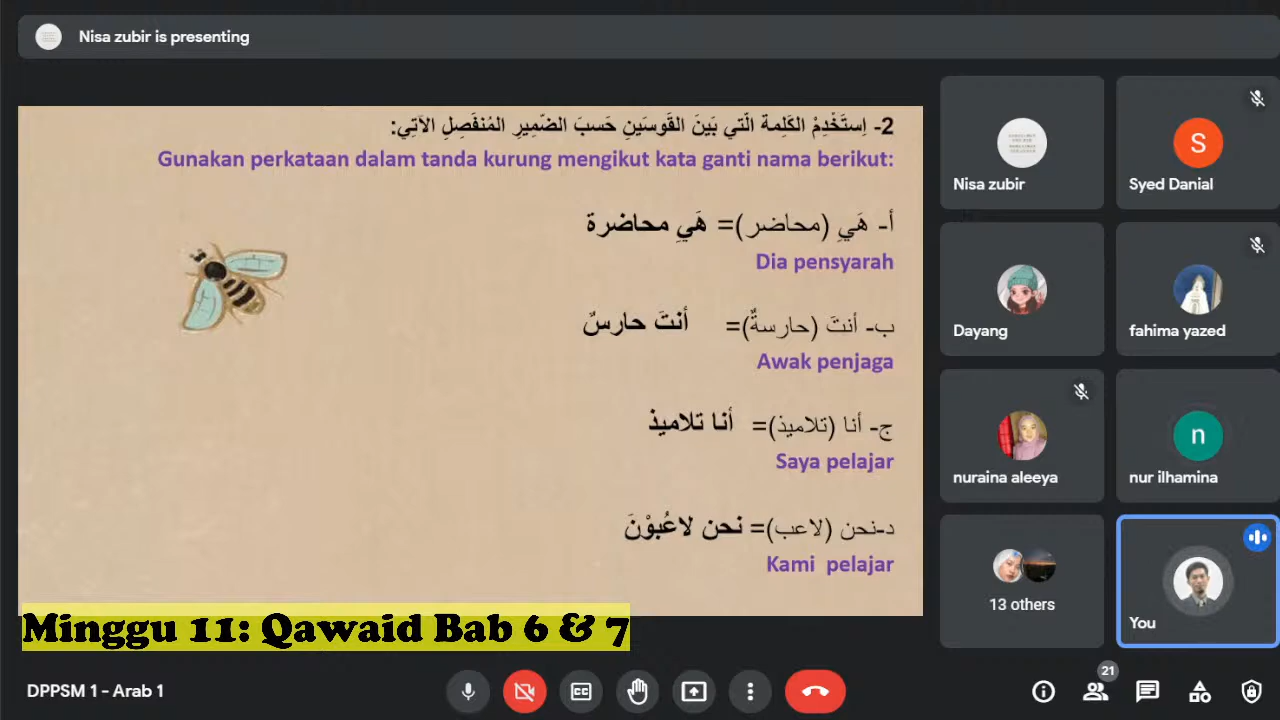 Nisa zubir is presenting
2- اِستَخْدِمْ الكَلِمة الّتي بَينَ القَوسَينِ حَسبَ الضّمِيرِ المُنفَصِلِ الآتِي:
Gunakan perkataan dalam tanda kurung mengikut kata ganti nama berikut:
أ- هَيِ (محاضر)= هَيِ محاضرة
Dia pensyarah
ب- أنتَ (حارسةٌ)= أنتَ حارسٌ
Awak penjaga
ج- أنا (تلاميذ)= أنا تلاميذ
Saya pelajar
د-نحن (لاعب)= نحن لاعُبوْنَ
Kami pelajar
Minggu 11: Qawaid Bab 6 & 7
Nisa zubir
S
Syed Danial
Dayang
fahima yazed
nuraina aleeya
n
nur ilhamina
13 others
You
DPPSM 1 - Arab 1
CC
21